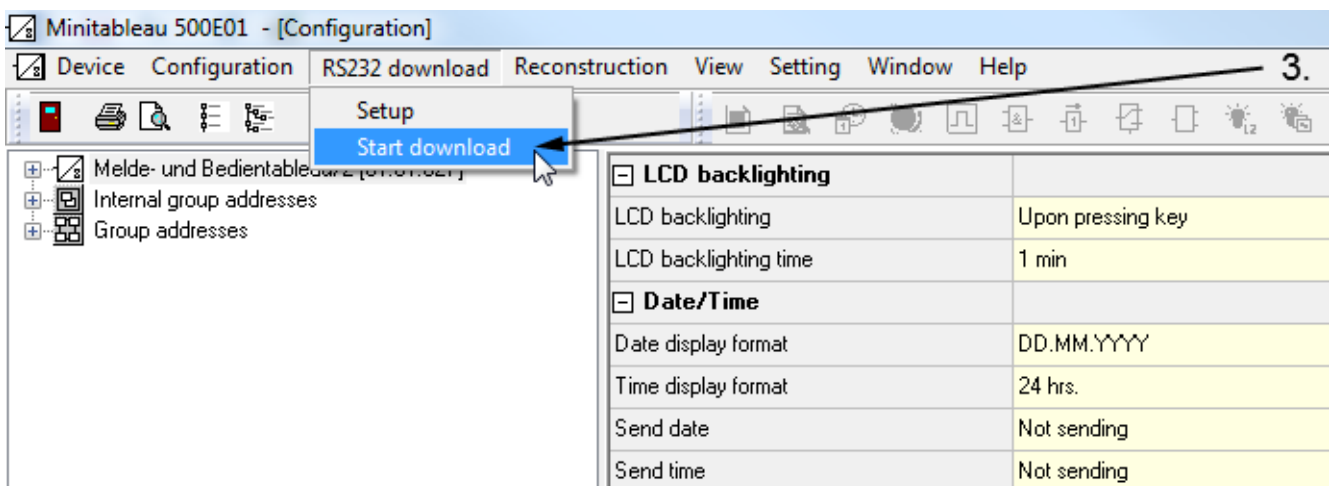 Minitableau 500E01 - [Configuration]
Device Configuration RS232 download Reconstruction View Setting Window Help 3.
Setup
Start download
Melde- und
Internal group addresses
Group addresses
LCD backlighting
LCD backlighting Upon pressing key
LCD backlighting time 1 min
Date/Time
Date display format DD.MM.YYYY
Time display format 24 hrs.
Send date Not sending
Send time Not sending